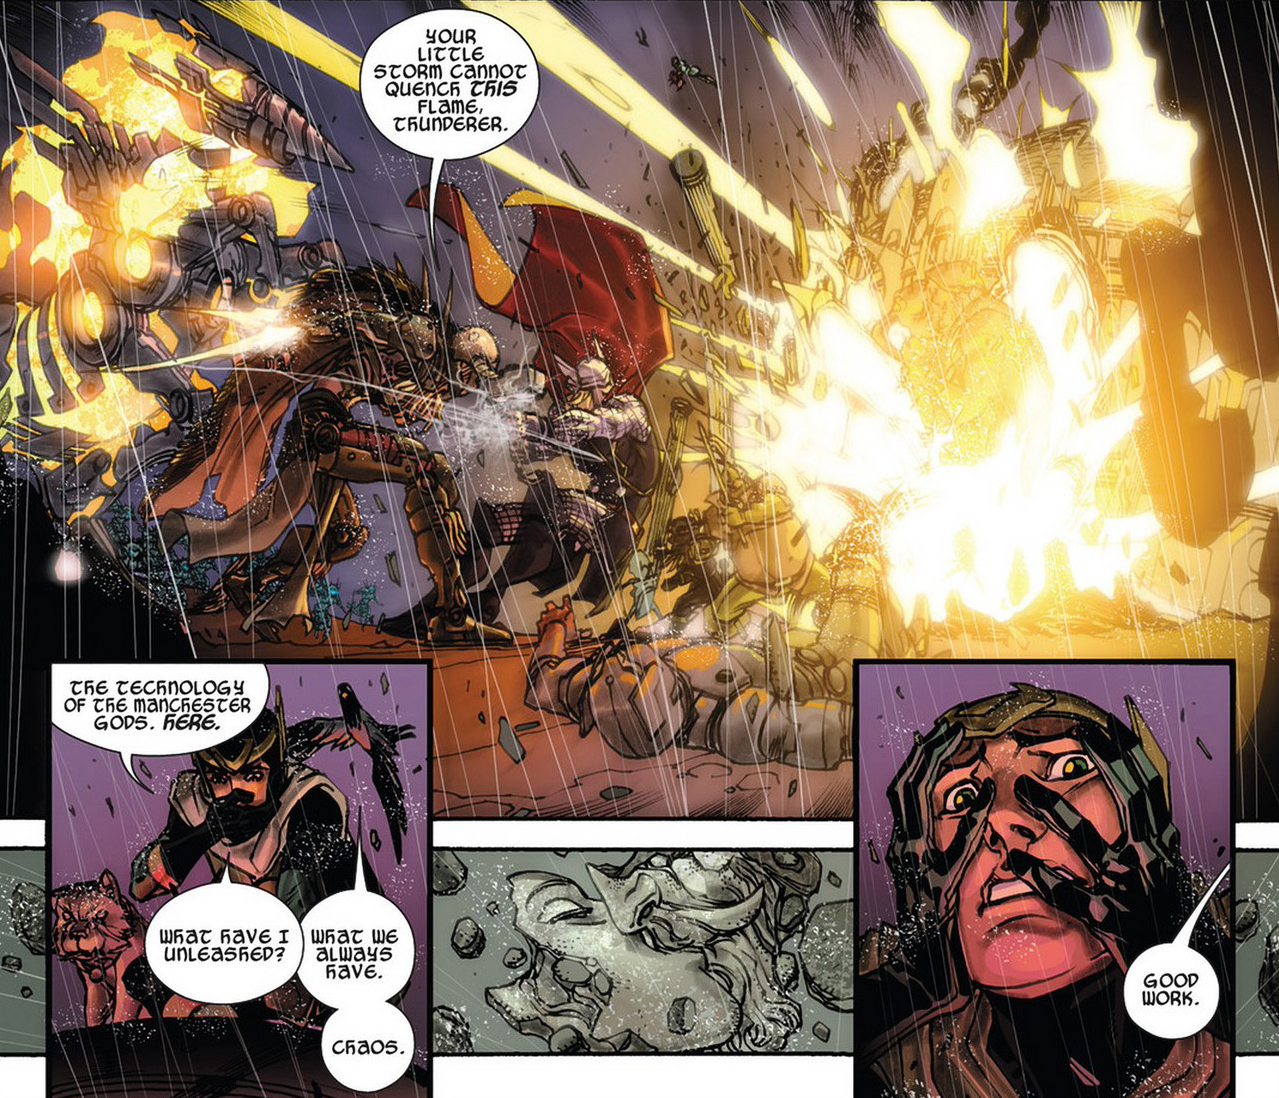 YOUR
LITTLE
STORM CANNOT
QUENCH THIS
FLAME,
THUNDERER.
THE TECHNOLOGY
OF THE MANCHESTER
GODS. HERE.
WHAT HAVE I
UNLEASHED?
WHAT WE
ALWAYS
HAVE.
CHAOS.
GOOD
WORK.